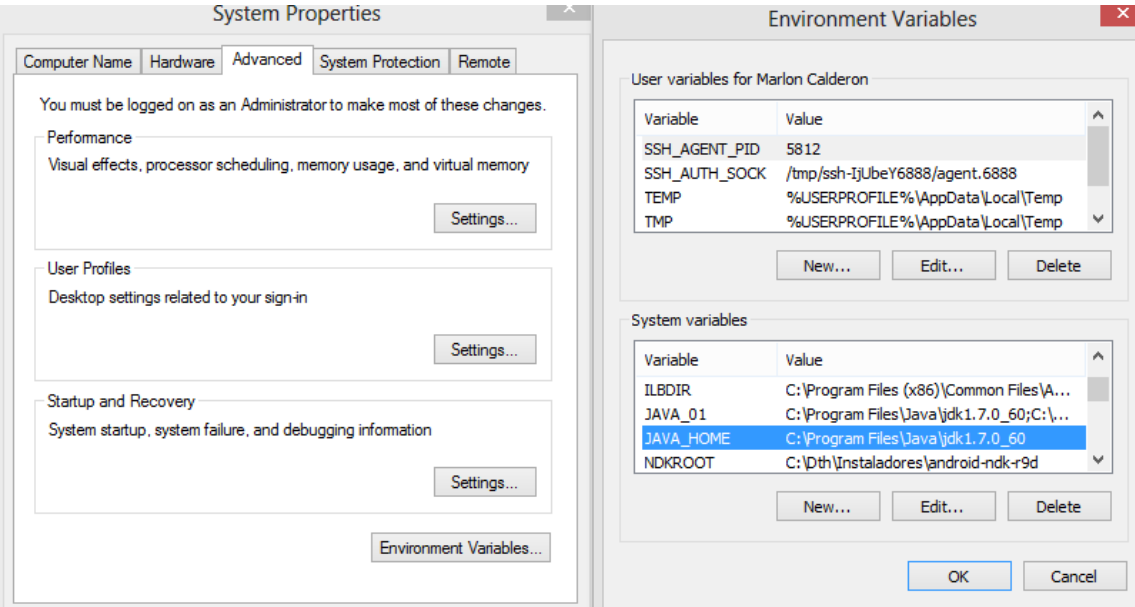 System Properties
Computer Name Hardware Advanced System Protection Remote
You must be logged on as an Administrator to make most of these changes.
Performance
Visual effects, processor scheduling, memory usage, and virtual memory
Settings...
User Profiles
Desktop settings related to your sign-in
Settings...
Startup and Recovery
System startup, system failure, and debugging information
Settings...
Environment Variables...
Environment Variables
User variables for Marlon Calderon
Variable Value
SSH_AGENT_PID 5812
SSH_AUTH_SOCK /tmp/ssh-IjUbeY6888/agent.6888
TEMP %USERPROFILE%\AppData\Local\Temp
TMP %USERPROFILE%\AppData\Local\Temp
New... Edit... Delete
System variables
Variable Value
ILBDIR C:\Program Files (x86)\Common Files\A...
JAVA_01 C:\Program Files\Java\jdk1.7.0_60;C:\...
JAVA_HOME C:\Program Files\Java\jdk1.7.0_60
NDKROOT C:\Dth\Instaladores\android-ndk-r9d
New... Edit... Delete
OK Cancel